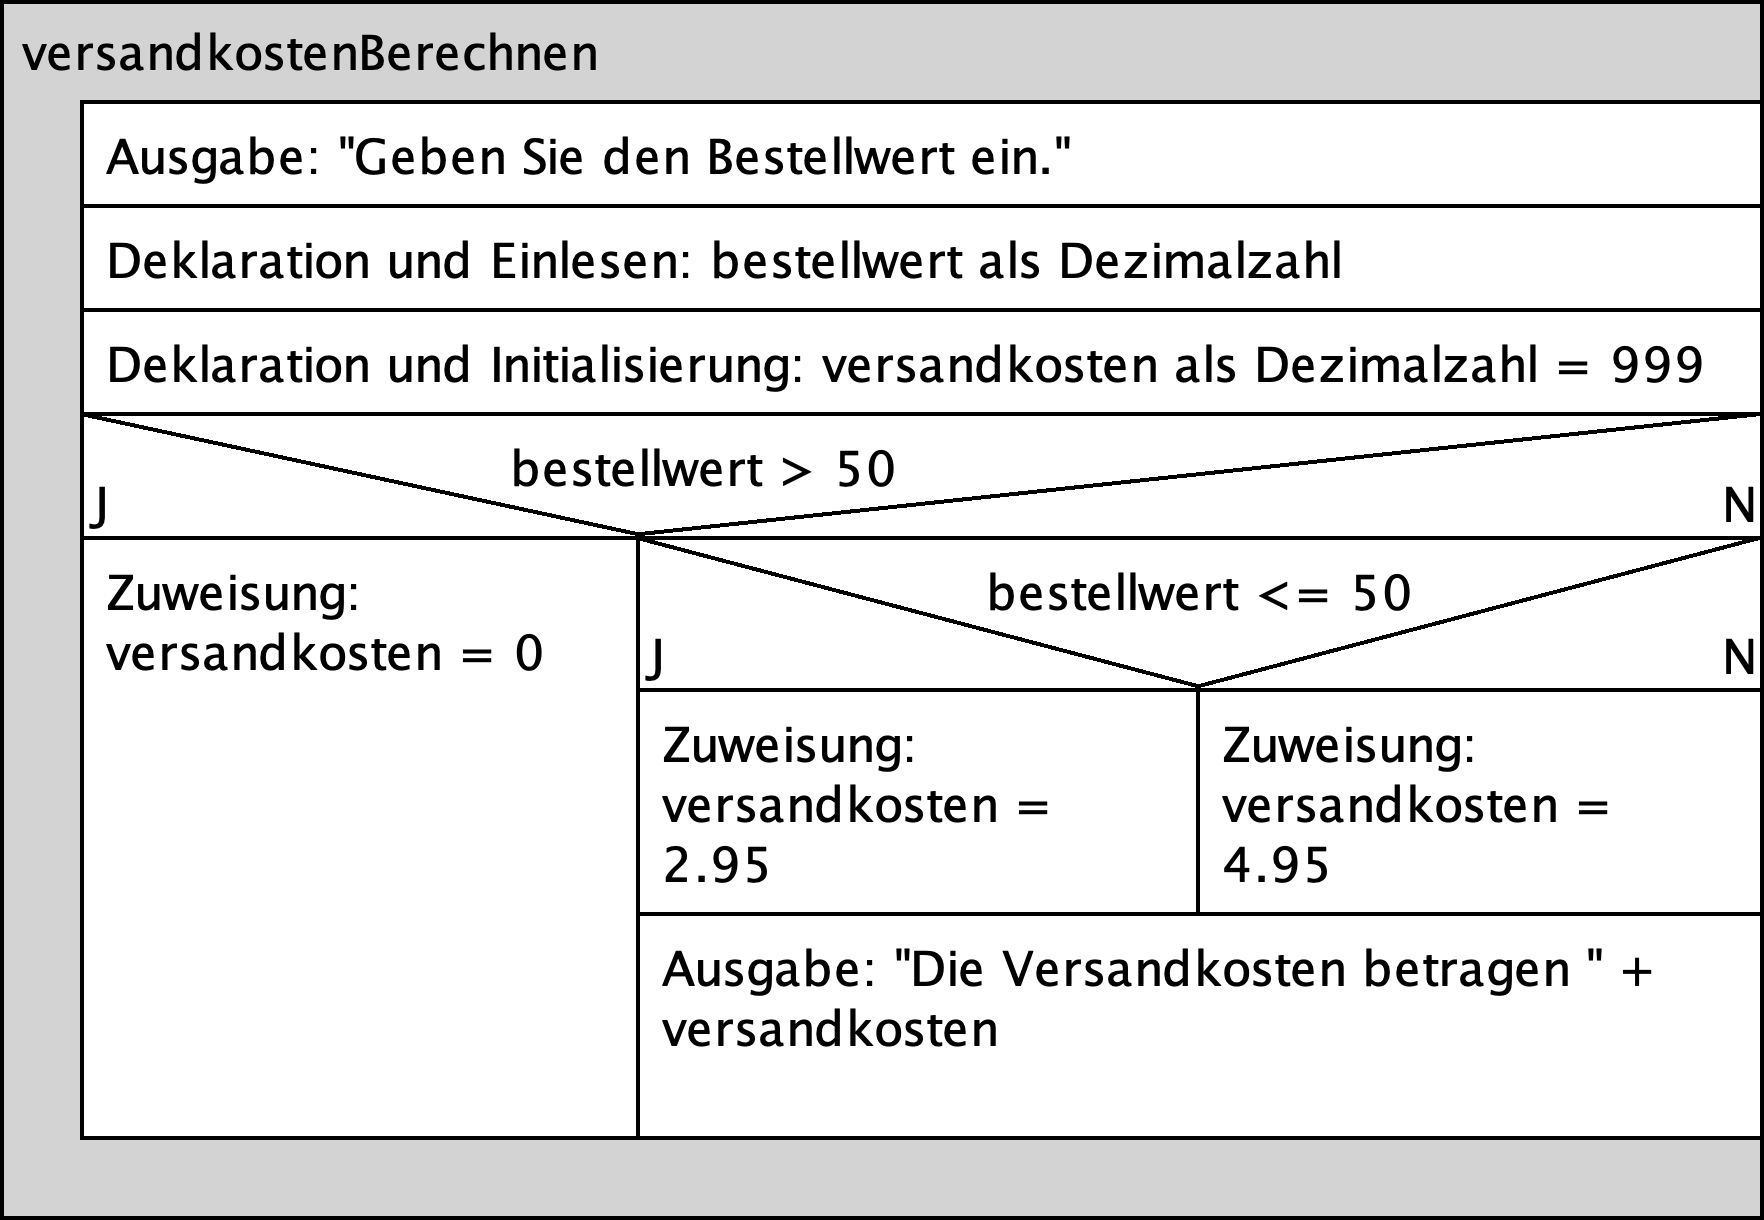 versandkostenBerechnen
Ausgabe: "Geben Sie den Bestellwert ein."
Deklaration und Einlesen: bestellwert als Dezimalzahl
Deklaration und Initialisierung: versandkosten als Dezimalzahl = 999
bestellwert > 50
J
N
Zuweisung:
versandkosten = 0
bestellwert <= 50
J
N
Zuweisung:
versandkosten =
2.95
Zuweisung:
versandkosten =
4.95
Ausgabe: "Die Versandkosten betragen " +
versandkosten